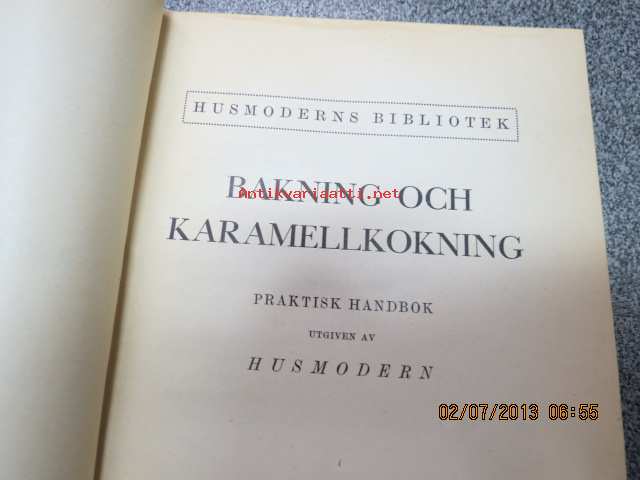 HUSMODERNS BIBLIOTEK
BAKNING OCH
Antikvariaatti.net
KARAMELLKOKNING
PRAKTISK HANDBOK
UTGIVEN AV
HUSMODERN
02/07/2013 06:55